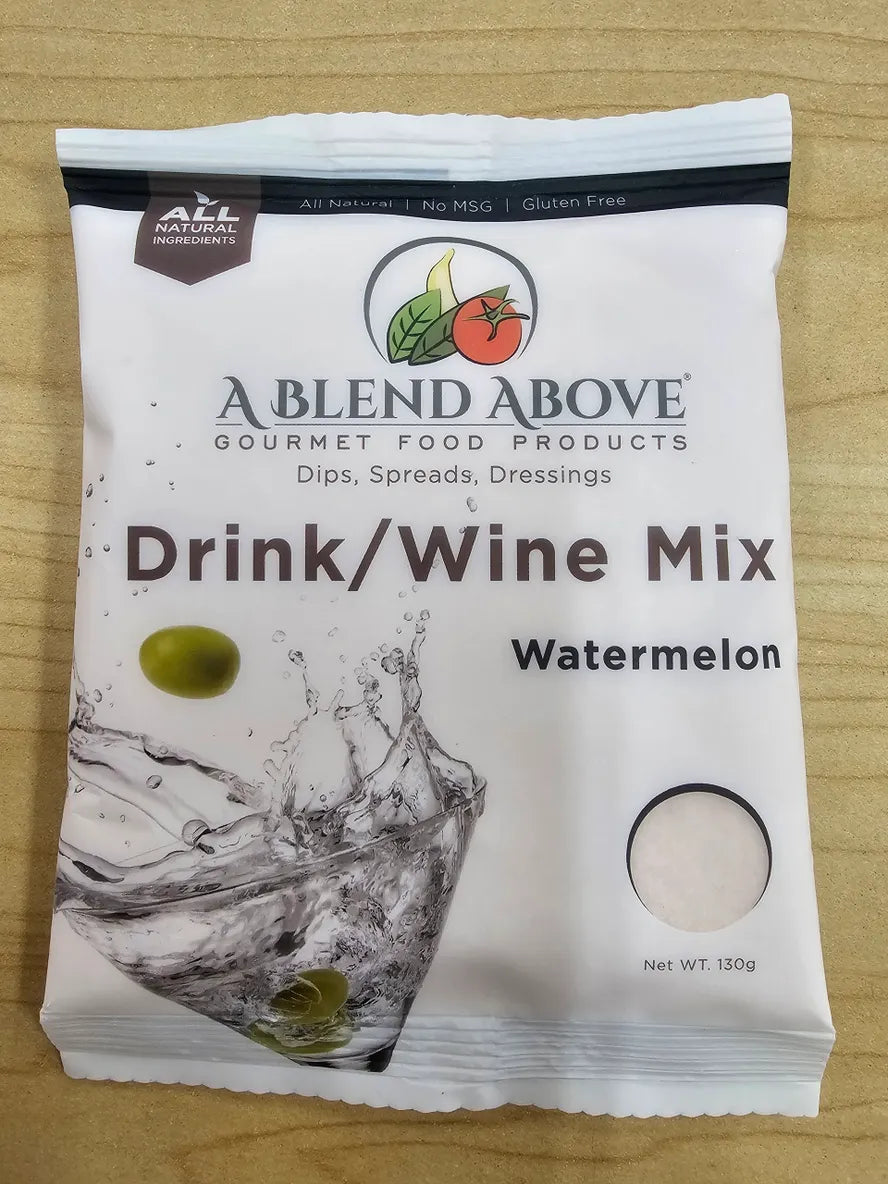 All Natural | No MSG | Gluten Free
ALL
NATURAL
INGREDIENTS
A BLEND ABOVE®
GOURMET FOOD PRODUCTS
Dips, Spreads, Dressings
Drink/Wine Mix
Watermelon
Net WT. 130g